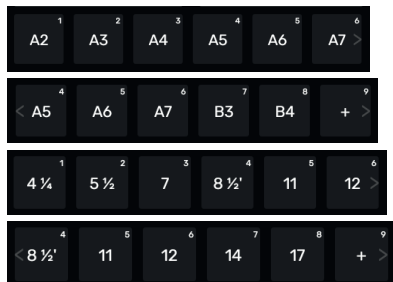 1 2 3 4 5 6
A2 A3 A4 A5 A6 A7 >
4 5 6 7 8 9
< A5 A6 A7 B3 B4 +
1 2 3 4 5 6
4 ¼ 5 ½ 7 8 ½' 11 12 >
4 5 6 7 8 9
< 8 ½' 11 12 14 17 + >